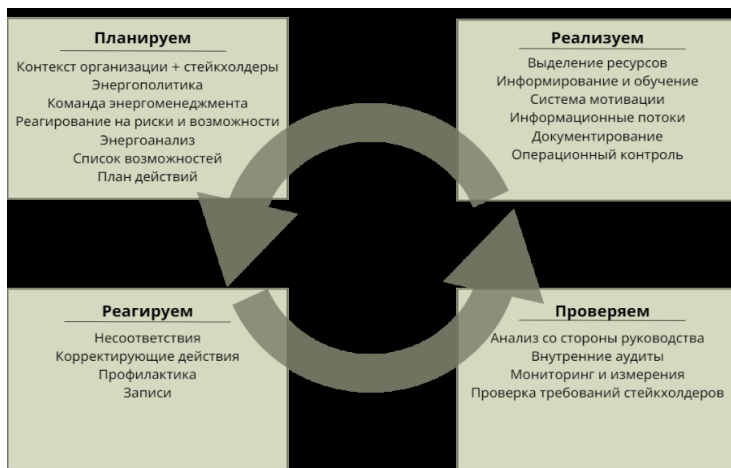 Планируем
Контекст организации + стейкхолдеры
Энергополитика
Команда энергоменеджмента
Реагирование на риски и возможности
Энергоанализ
Список возможностей
План действий
Реализуем
Выделение ресурсов
Информирование и обучение
Система мотивации
Информационные потоки
Документирование
Операционный контроль
Реагируем
Несоответствия
Корректирующие действия
Профилактика
Записи
Проверяем
Анализ со стороны руководства
Внутренние аудиты
Мониторинг и измерения
Проверка требований стейкхолдеров